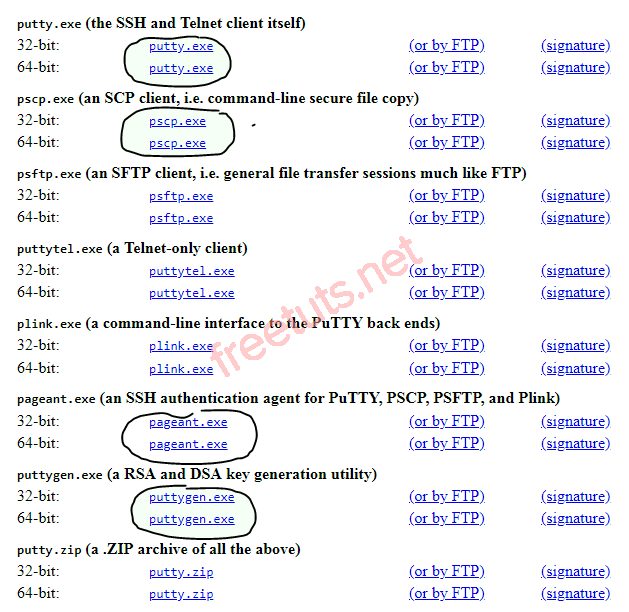 putty.exe (the SSH and Telnet client itself)
32-bit: putty.exe (or by FTP) (signature)
64-bit: putty.exe (or by FTP) (signature)
pscp.exe (an SCP client, i.e. command-line secure file copy)
32-bit: pscp.exe (or by FTP) (signature)
64-bit: pscp.exe (or by FTP) (signature)
psftp.exe (an SFTP client, i.e. general file transfer sessions much like FTP)
32-bit: psftp.exe (or by FTP) (signature)
64-bit: psftp.exe (or by FTP) (signature)
puttytel.exe (a Telnet-only client)
32-bit: puttytel.exe (or by FTP) (signature)
64-bit: puttytel.exe (or by FTP) (signature)
plink.exe (a command-line interface to the PuTTY back ends)
32-bit: plink.exe (or by FTP) (signature)
64-bit: plink.exe (or by FTP) (signature)
freetuts.net
pageant.exe (an SSH authentication agent for PuTTY, PSCP, PSFTP, and Plink)
32-bit: pageant.exe (or by FTP) (signature)
64-bit: pageant.exe (or by FTP) (signature)
puttygen.exe (a RSA and DSA key generation utility)
32-bit: puttygen.exe (or by FTP) (signature)
64-bit: puttygen.exe (or by FTP) (signature)
putty.zip (a .ZIP archive of all the above)
32-bit: putty.zip (or by FTP) (signature)
64-bit: putty.zip (or by FTP) (signature)